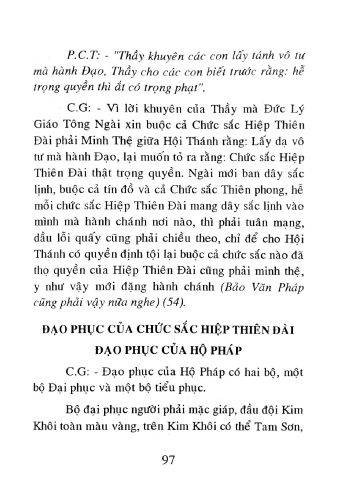 P.C.T: - "Thầy khuyên các con lấy tánh vô tư
mà hành Đạo, Thầy cho các con biết trước rằng: hễ
trọng quyền thì ắt có trọng phạt".
C.G: - Vì lời khuyên của Thầy mà Đức Lý
Giáo Tông Ngài xin buộc cả Chức sắc Hiệp Thiên
Đài phải Minh Thệ giữa Hội Thánh rằng: Lấy dạ vô
tư mà hành Đạo, lại muốn tỏ ra rằng: Chức sắc Hiệp
Thiên Đài thật trọng quyền. Ngài mới ban dây sắc
lịnh, buộc cả tín đồ và cả Chức sắc Thiên phong, hễ
mỗi chức sắc Hiệp Thiên Đài mang dây sắc lịnh vào
mình mà hành chánh nơi nào, thì phải tuân mạng,
dầu lỗi quấy cũng phải chiều theo, chỉ để cho Hội
Thánh có quyền định tội lại buộc cả chức sắc nào đã
thọ quyền của Hiệp Thiên Đài cũng phải minh thệ,
y như vậy mới đặng hành chánh (Bảo Văn Pháp
cũng phải vậy nữa nghe) (54).
ĐẠO PHỤC CỦA CHỨC SẮC HIỆP THIÊN ĐÀI
ĐẠO PHỤC CỦA HỘ PHÁP
C.G: - Đạo phục của Hộ Pháp có hai bộ, một
bộ Đại phục và một bộ tiểu phục.
Bộ đại phục người phải mặc giáp, đầu đội Kim
Khôi toàn màu vàng, trên Kim Khôi có thể Tam Sơn,
97